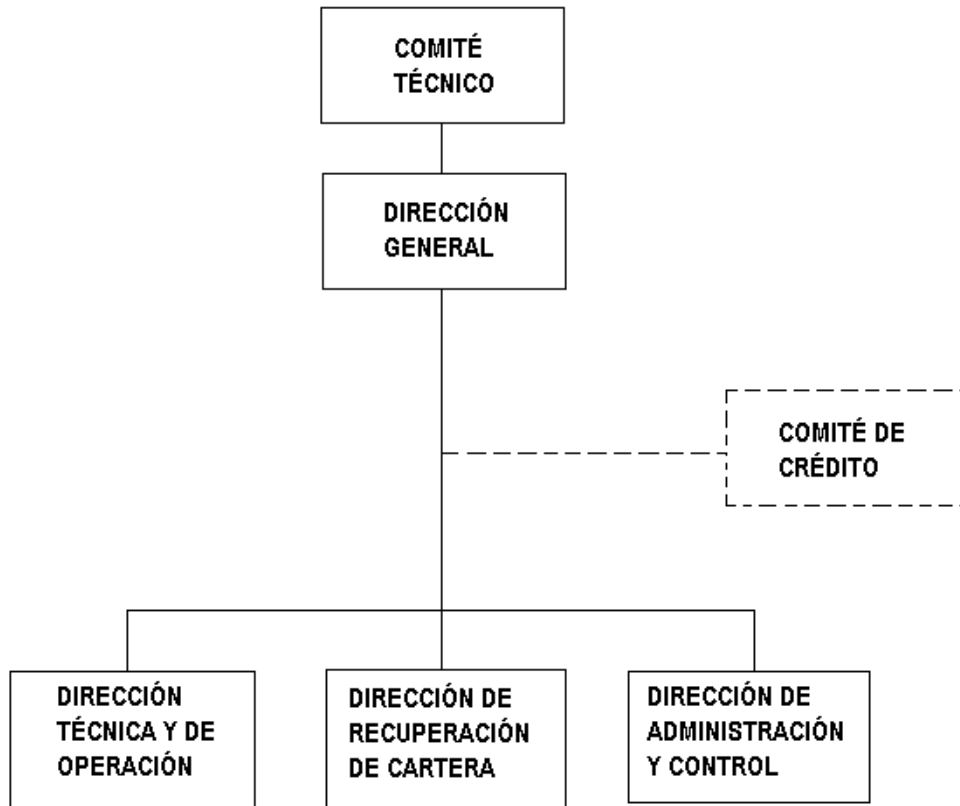 COMITÉ
TÉCNICO
DIRECCIÓN
GENERAL
COMITÉ DE
CRÉDITO
DIRECCIÓN
TÉCNICA Y DE
OPERACIÓN
DIRECCIÓN DE
RECUPERACIÓN
DE CARTERA
DIRECCIÓN DE
ADMINISTRACIÓN
Y CONTROL